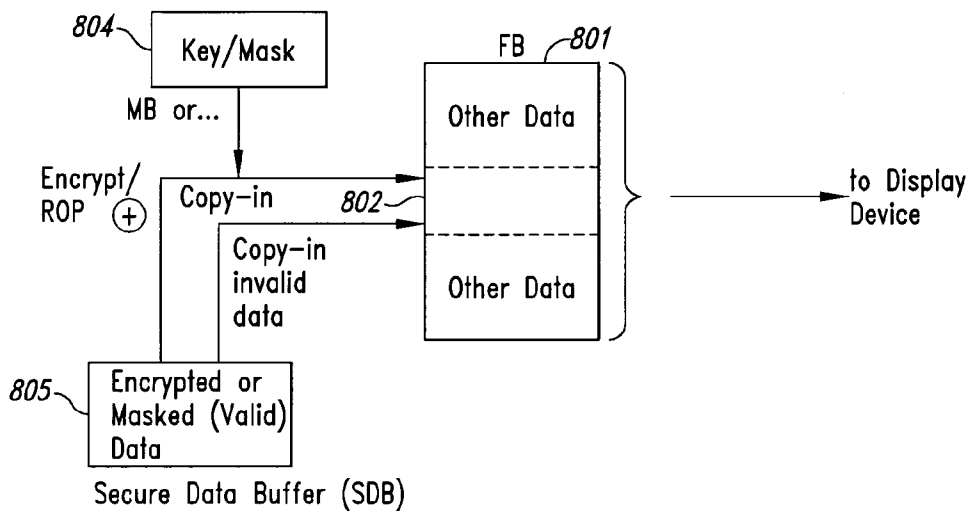 804
Key/Mask
MB or...
FB
801
Other Data
Encrypt/
ROP
+
Copy-in
802
Copy-in
invalid
data
Other Data
to Display
Device
805
Encrypted or
Masked (Valid)
Data
Secure Data Buffer (SDB)